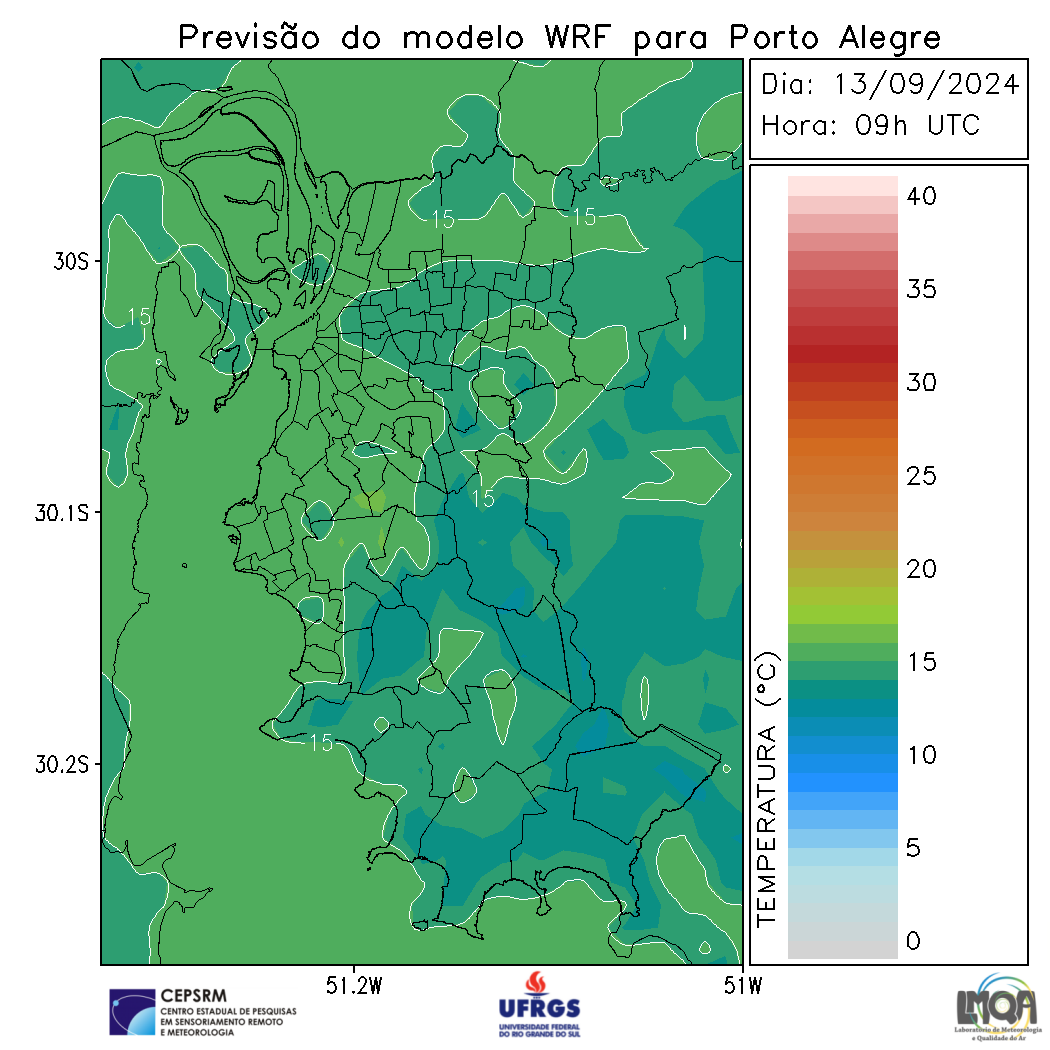 Previsão do modelo WRF para Porto Alegre
Dia: 13/09/2024
Hora: 09h UTC
40
35
30
25
20
15
10
5
0
TEMPERATURA (°C)
30S
30.1S
30.2S
51.2W
51W
15
15
15
15
15
CEPSRM
CENTRO ESTADUAL DE PESQUISAS
EM SENSORIAMENTO REMOTO
E METEOROLOGIA
UFRGS
UNIVERSIDADE FEDERAL
DO RIO GRANDE DO SUL
LMQA
Laboratório de Meteorologia
e Qualidade do Ar